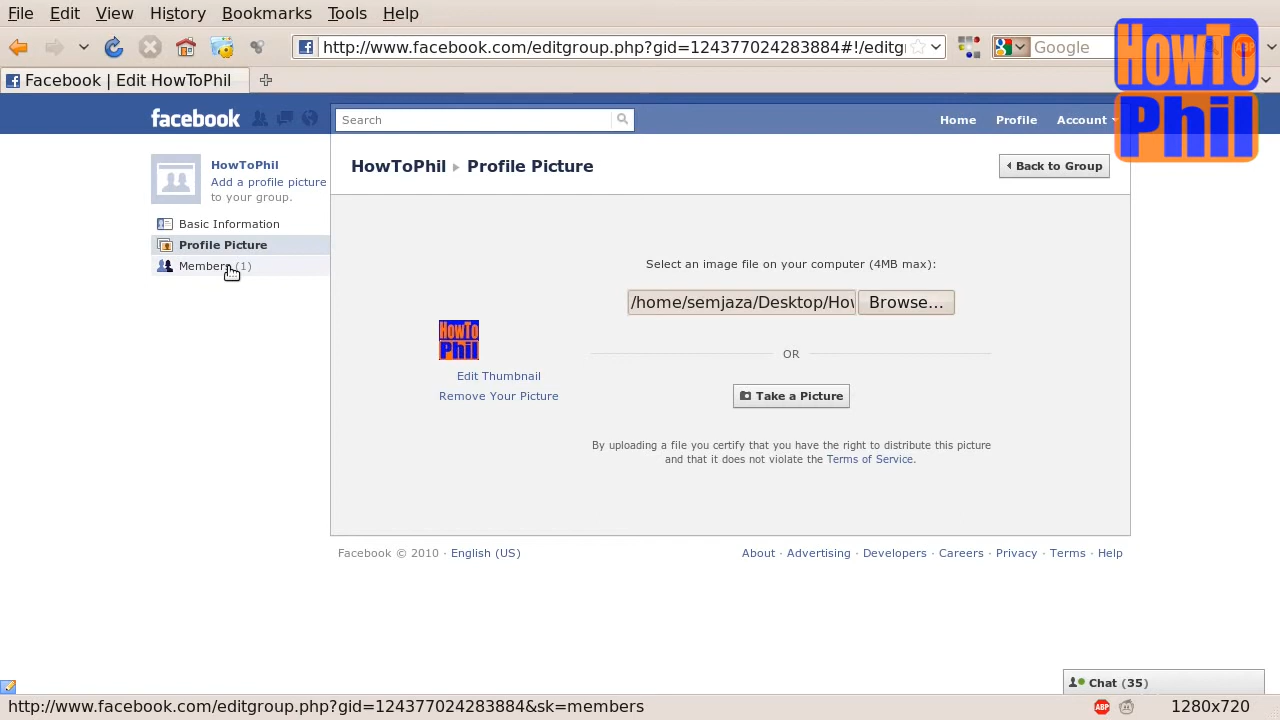 File Edit View History Bookmarks Tools Help
http://www.facebook.com/editgroup.php?gid=124377024283884#!/editg
Google
ABP
HowTo
Phil
Facebook | Edit HowToPhil
facebook
Search
Home Profile Account
HowToPhil
Add a profile picture
to your group.
Basic Information
Profile Picture
Members (1)
HowToPhil Profile Picture
Back to Group
Select an image file on your computer (4MB max):
/home/semjaza/Desktop/How
Browse...
HowTo
Phil
Edit Thumbnail
Remove Your Picture
OR
Take a Picture
By uploading a file you certify that you have the right to distribute this picture
and that it does not violate the Terms of Service.
Facebook © 2010 · English (US)
About · Advertising · Developers · Careers · Privacy · Terms · Help
Chat (35)
http://www.facebook.com/editgroup.php?gid=124377024283884&sk=members
ABP
1280x720